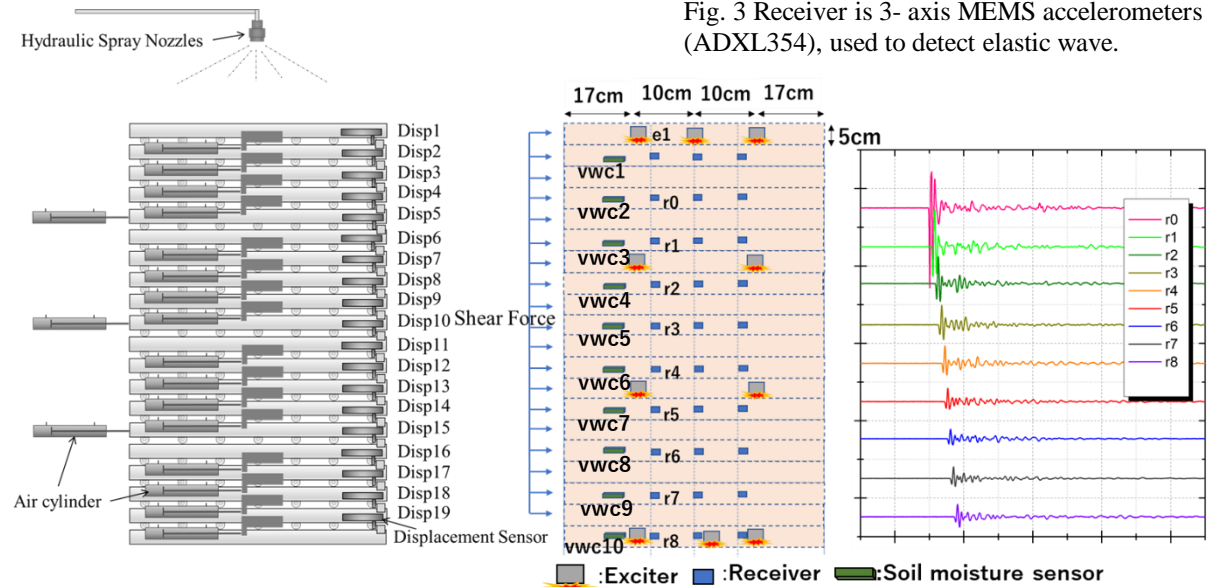 Fig. 3 Receiver is 3- axis MEMS accelerometers
(ADXL354), used to detect elastic wave.
Hydraulic Spray Nozzles
Disp1
Disp2
Disp3
Disp4
Disp5
Disp6
Disp7
Disp8
Disp9
Disp10
Disp11
Disp12
Disp13
Disp14
Disp15
Disp16
Disp17
Disp18
Disp19
Shear Force
Air cylinder
Displacement Sensor
17cm 10cm 10cm 17cm
5cm
e1
vwc1
r0
vwc2
r1
vwc3
r2
vwc4
r3
vwc5
r4
vwc6
r5
vwc7
r6
vwc8
r7
vwc9
r8
vwc10
:Exciter :Receiver :Soil moisture sensor
r0
r1
r2
r3
r4
r5
r6
r7
r8